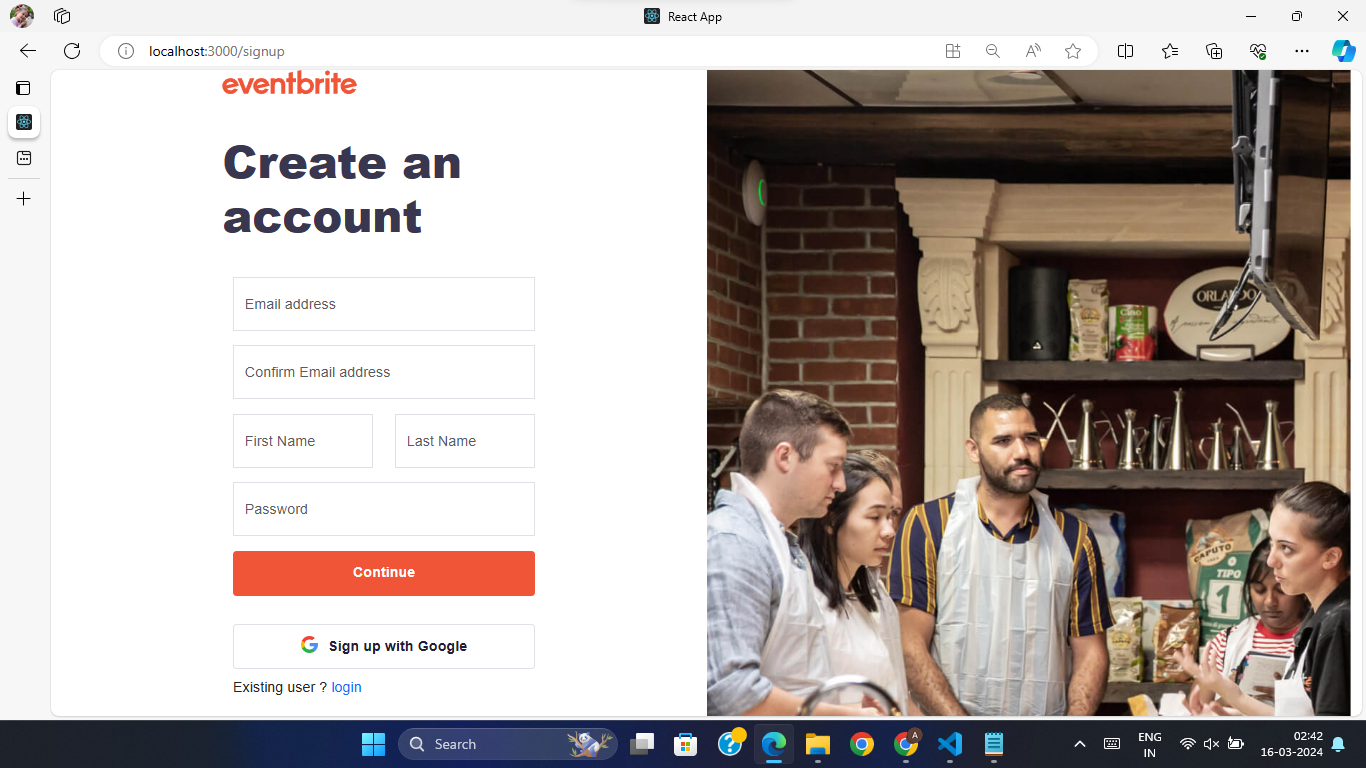 React App
localhost:3000/signup
eventbrite
Create an
account
Email address
Confirm Email address
First Name
Last Name
Password
Continue
Sign up with Google
Existing user ? login
ORLANDO
CAPUTO
TIPO
1
Search
A
ENG
IN
02:42
16-03-2024